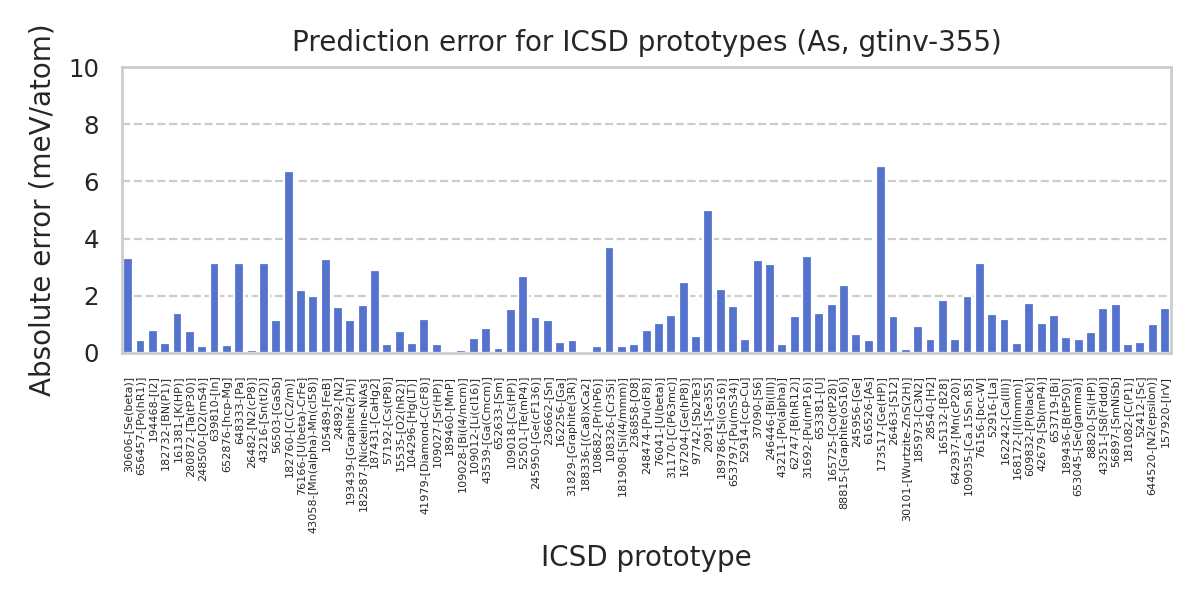 Prediction error for ICSD prototypes (As, gtinv-355)
Absolute error (meV/atom)
10
8
6
4
2
0
306606-[Se(beta)]
656457-[Po(hR1)]
194468-[I2]
182732-[BN(P1)]
161381-[K(HP)]
280872-[Ta(tP30)]
248500-[O2(mS4)]
639810-[In]
652876-[hcp-Mg]
648333-[Pa]
26482-[N2(cP8)]
43216-[Sn(tI2)]
56503-[GaSb]
182760-[C(C2/m)]
76166-[U(beta)-CrFe]
43058-[Mn(alpha)-Mn(cI58)]
105489-[FeB]
24892-[N2]
193439-[Graphite(2H)]
182587-[Nickeline-NiAs]
187431-[CaHg2]
57192-[Cs(tP8)]
15535-[O2(hR2)]
104296-[Hg(LT)]
41979-[Diamond-C(cF8)]
109027-[Sr(HP)]
189460-[MnP]
109028-[Bi(I4/mcm)]
109012-[Li(cI16)]
43539-[Ga(Cmcm)]
652633-[Sm]
109018-[Cs(HP)]
52501-[Te(mP4)]
245950-[Ge(cF136)]
236662-[Sn]
162256-[Ga]
31829-[Graphite(3R)]
188336-[(Ca8)xCa2]
108682-[Pr(hP6)]
108326-[Cr3Si]
181908-[Si(I4/mmm)]
236858-[O8]
248474-[Pu(oF8)]
76041-[U(beta)]
31170-[C(P63mc)]
167204-[Ge(hP8)]
97742-[Sb2Te3]
2091-[Se3S5]
189786-[Si(oS16)]
653797-[Pu(mS34)]
52914-[ccp-Cu]
37090-[S6]
246446-[Bi(III)]
43211-[Po(alpha)]
62747-[B(hR12)]
31692-[Pu(mP16)]
653381-[U]
165725-[Co(tP28)]
88815-[Graphite(oS16)]
245956-[Ge]
16516-[As]
173517-[Ge(HP)]
26463-[S12]
30101-[Wurtzite-ZnS(2H)]
185973-[C3N2]
28540-[H2]
165132-[B28]
642937-[Mn(cP20)]
109035-[Ca.15Sn.85]
76156-[bcc-W]
52916-[La]
162242-[Ca(III)]
168172-[I(Immm)]
609832-[P(black)]
42679-[Sb(mP4)]
653719-[Bi]
189436-[B(tP50)]
653045-[Se(gamma)]
88820-[Si(HP)]
43251-[S8(Fddd)]
56897-[SmNiSb]
181082-[C(P1)]
52412-[Sc]
644520-[N2(epsilon)]
157920-[IrV]
ICSD prototype